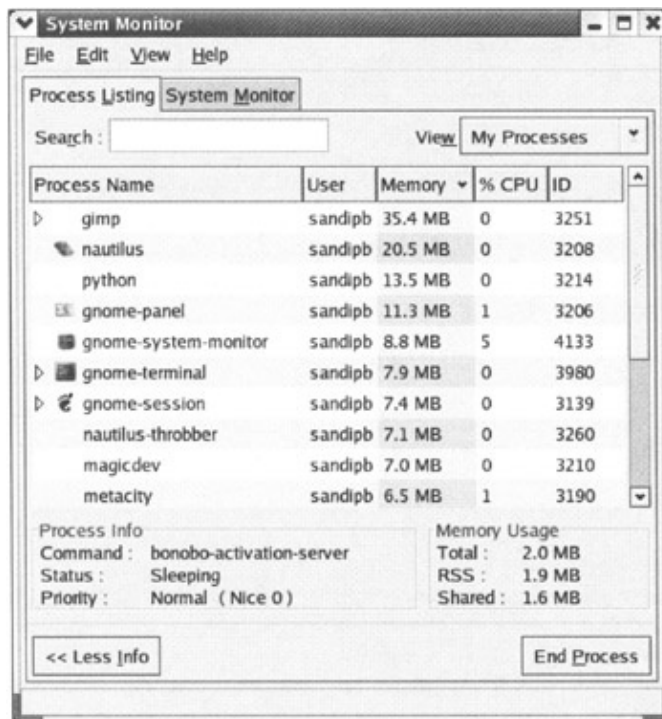 System Monitor
File Edit View Help
Process Listing System Monitor
Search : View My Processes
Process Name User Memory % CPU ID
gimp sandipb 35.4 MB 0 3251
nautilus sandipb 20.5 MB 0 3208
python sandipb 13.5 MB 0 3214
gnome-panel sandipb 11.3 MB 1 3206
gnome-system-monitor sandipb 8.8 MB 5 4133
gnome-terminal sandipb 7.9 MB 0 3980
gnome-session sandipb 7.4 MB 0 3139
nautilus-throbber sandipb 7.1 MB 0 3260
magicdev sandipb 7.0 MB 0 3210
metacity sandipb 6.5 MB 1 3190
Process Info
Command : bonobo-activation-server
Status : Sleeping
Priority : Normal ( Nice 0 )
Memory Usage
Total : 2.0 MB
RSS : 1.9 MB
Shared : 1.6 MB
<< Less Info End Process